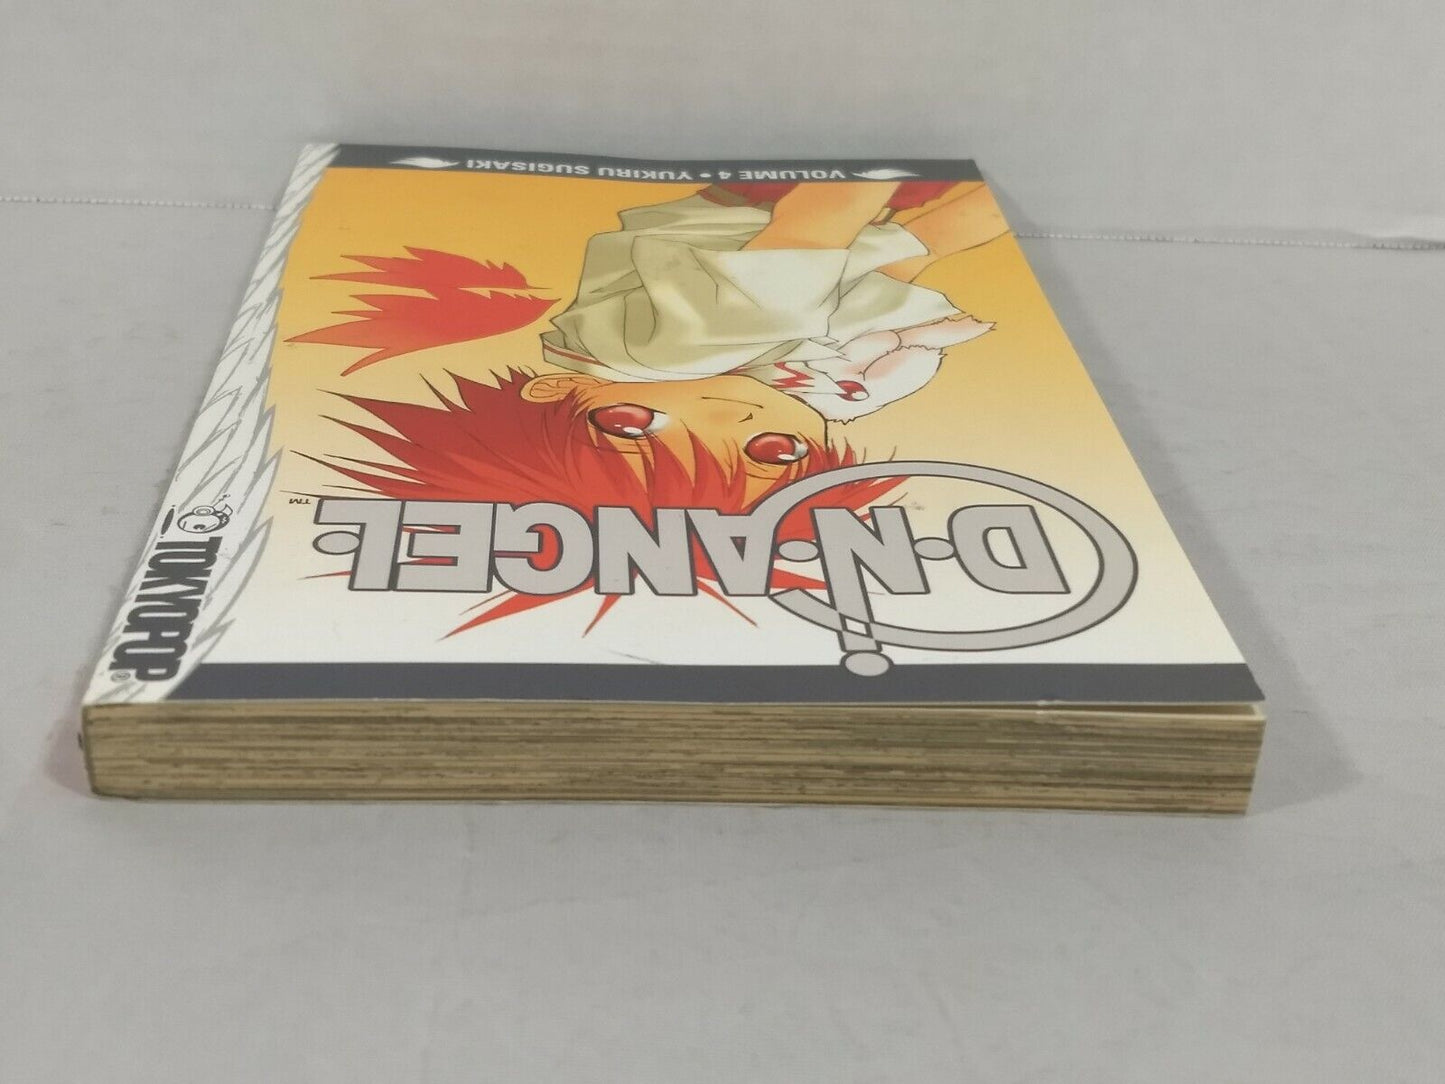 D·N·ANGEL·™
VOLUME 4 • YUKIRU SUGISAKI
TOKYOPOP®